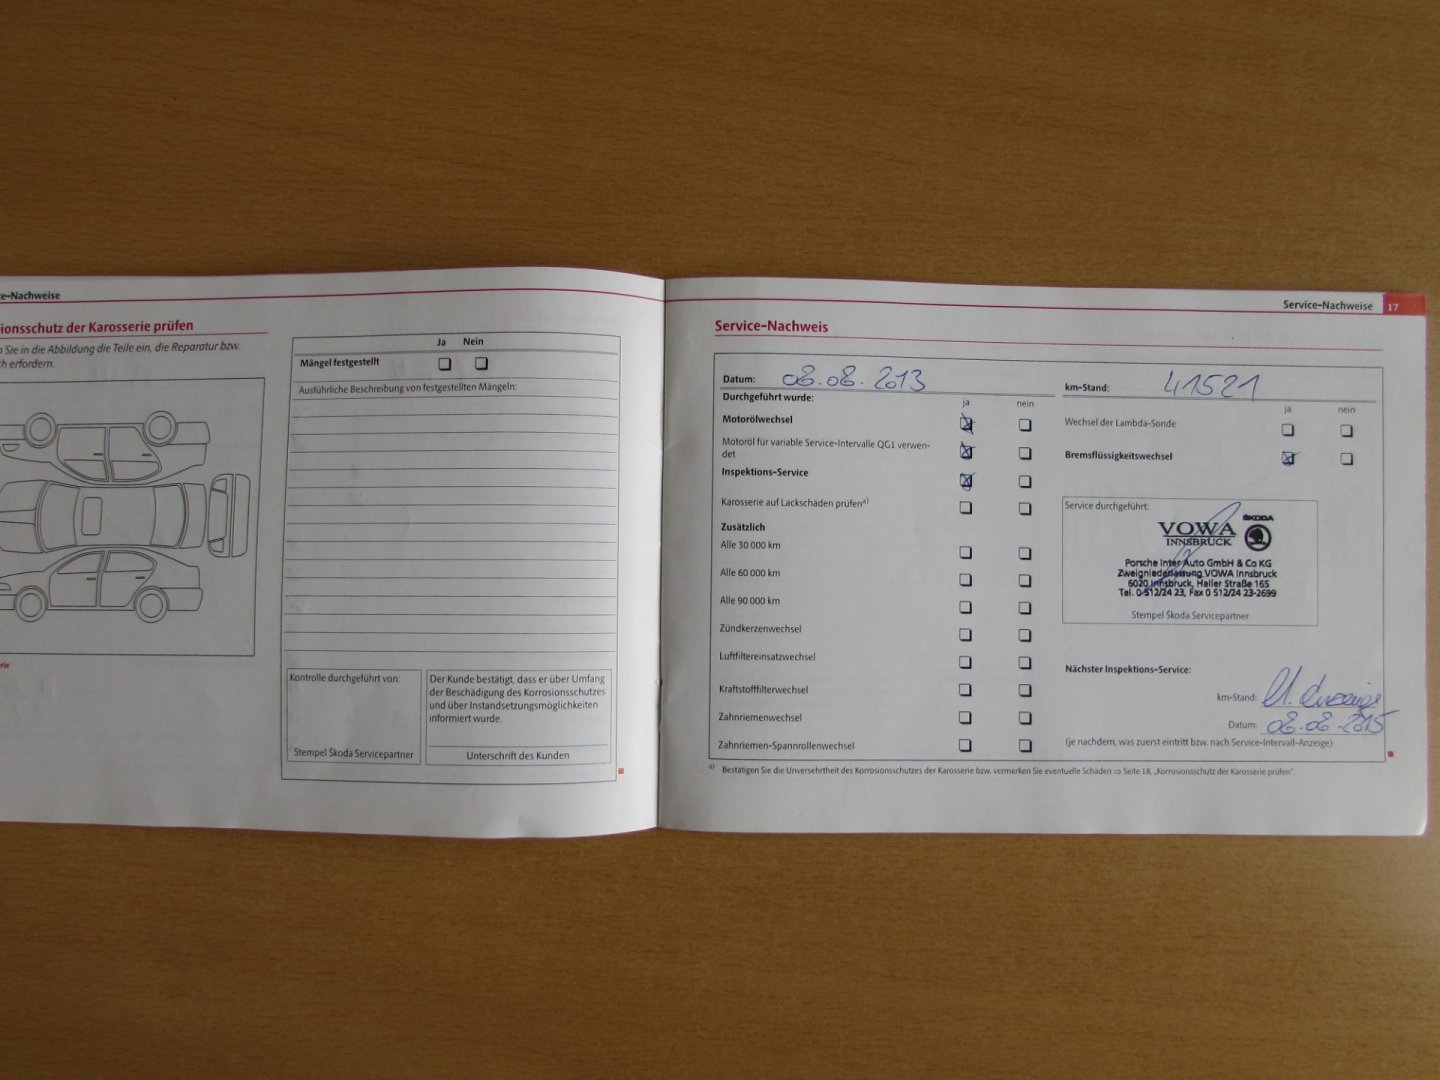 ce-Nachweise
ionsschutz der Karosserie prüfen
n Sie in die Abbildung die Teile ein, die Reparatur bzw.
ch erfordern.
rie
Ja Nein
Mängel festgestellt
Ausführliche Beschreibung von festgestellten Mängeln:
Kontrolle durchgeführt von:
Stempel Škoda Servicepartner
Der Kunde bestätigt, dass er über Umfang
der Beschädigung des Korrosionsschutzes
und über Instandsetzungsmöglichkeiten
informiert wurde.
Unterschrift des Kunden
Service-Nachweise 17
Service-Nachweis
Datum: 08.08.2013
Durchgeführt wurde:
ja nein
Motorölwechsel
Motoröl für variable Service-Intervalle QG1 verwen-
det
Inspektions-Service
Karosserie auf Lackschäden prüfen a)
Zusätzlich
Alle 30 000 km
Alle 60 000 km
Alle 90 000 km
Zündkerzenwechsel
Luftfiltereinsatzwechsel
Kraftstofffilterwechsel
Zahnriemenwechsel
Zahnriemen-Spannrollenwechsel
km-Stand: 41521
ja nein
Wechsel der Lambda-Sonde
Bremsflüssigkeitswechsel
Service durchgeführt:
VOWA
INNSBRUCK
ŠKODA
Porsche Inter Auto GmbH & Co KG
Zweigniederlassung VOWA Innsbruck
6020 Innsbruck, Haller Straße 165
Tel. 0 512/24 23, Fax 0 512/24 23-2699
Stempel Škoda Servicepartner
Nächster Inspektions-Service:
km-Stand: lt. Anzeige
Datum: 08.08.2015
(je nachdem, was zuerst eintritt bzw. nach Service-Intervall-Anzeige)
a) Bestätigen Sie die Unversehrtheit des Korrosionsschutzes der Karosserie bzw. vermerken Sie eventuelle Schäden ⇒ Seite 18, „Korrosionsschutz der Karosserie prüfen“.